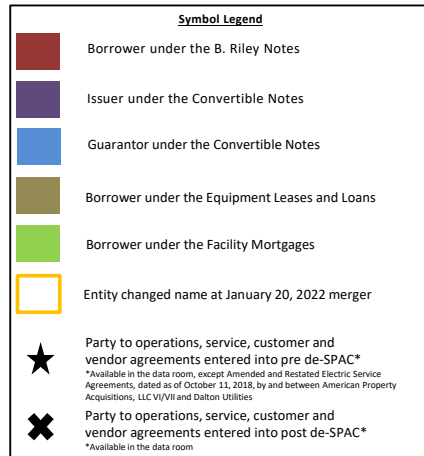 Symbol Legend
Borrower under the B. Riley Notes
Issuer under the Convertible Notes
Guarantor under the Convertible Notes
Borrower under the Equipment Leases and Loans
Borrower under the Facility Mortgages
Entity changed name at January 20, 2022 merger
Party to operations, service, customer and
vendor agreements entered into pre de-SPAC*
*Available in the data room, except Amended and Restated Electric Service
Agreements, dated as of October 11, 2018, by and between American Property
Acquisitions, LLC VI/VII and Dalton Utilities
Party to operations, service, customer and
vendor agreements entered into post de-SPAC*
*Available in the data room